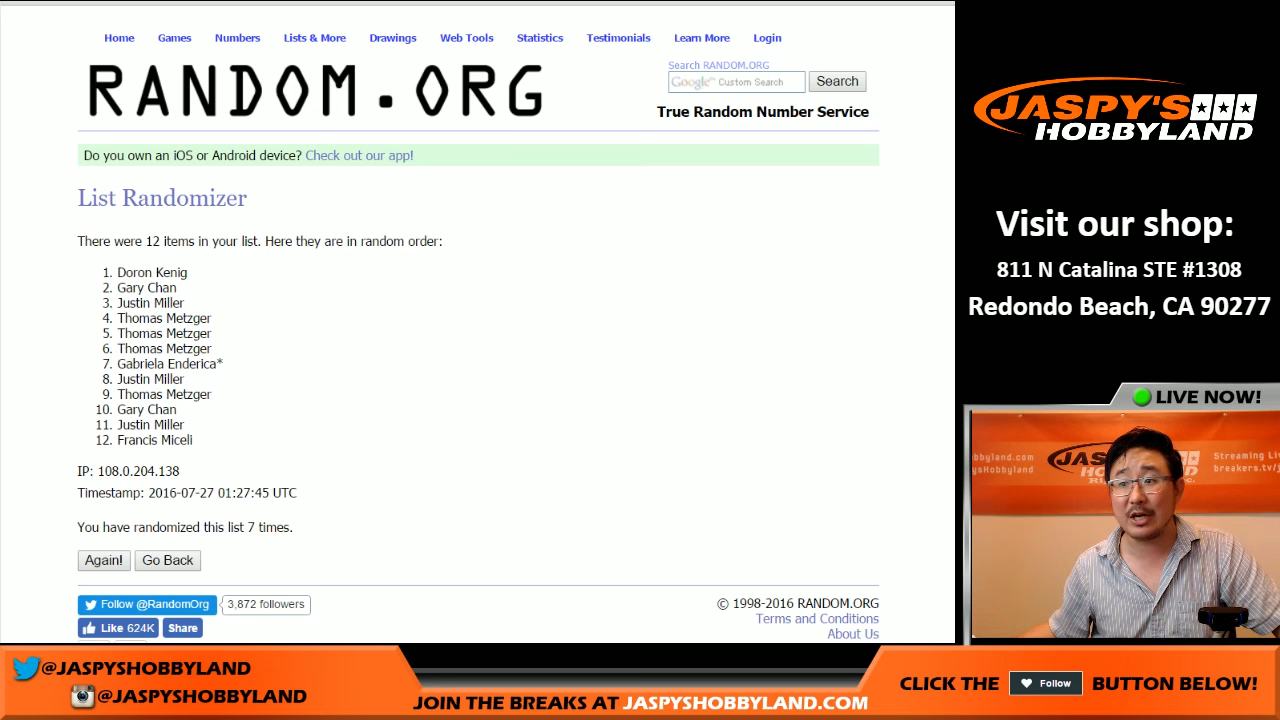 Home Games Numbers Lists & More Drawings Web Tools Statistics Testimonials Learn More Login
RANDOM.ORG
Search RANDOM.ORG
Google™ Custom Search Search
True Random Number Service
Do you own an iOS or Android device? Check out our app!
List Randomizer
There were 12 items in your list. Here they are in random order:
1. Doron Kenig
2. Gary Chan
3. Justin Miller
4. Thomas Metzger
5. Thomas Metzger
6. Thomas Metzger
7. Gabriela Enderica*
8. Justin Miller
9. Thomas Metzger
10. Gary Chan
11. Justin Miller
12. Francis Miceli
IP: 108.0.204.138
Timestamp: 2016-07-27 01:27:45 UTC
You have randomized this list 7 times.
Again! Go Back
Follow @RandomOrg 3,872 followers
Like 624K Share
© 1998-2016 RANDOM.ORG
Terms and Conditions
About Us
JASPY'S
HOBBYLAND
Visit our shop:
811 N Catalina STE #1308
Redondo Beach, CA 90277
LIVE NOW!
Streaming Li
breakers.tv/j
@JASPYSHOBBYLAND
@JASPYSHOBBYLAND
JOIN THE BREAKS AT JASPYSHOBBYLAND.COM
CLICK THE Follow BUTTON BELOW!